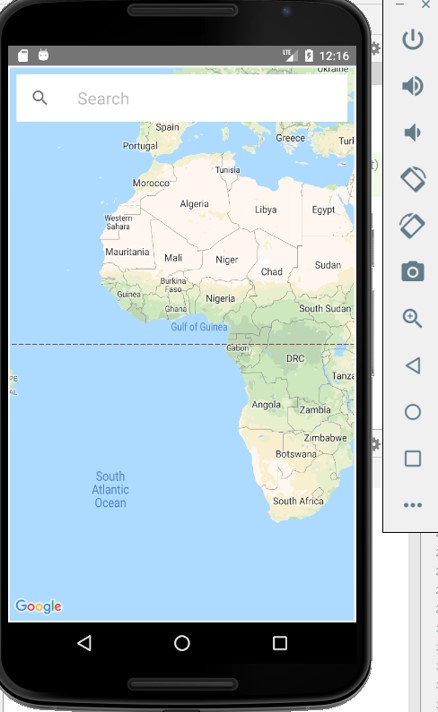 LTE 12:16
Ukraine
Search
Spain
Portugal
Greece
Turk
Tunisia
Morocco
Algeria
Libya
Egypt
Western
Sahara
Mauritania
Mali
Niger
Chad
Sudan
Burkina
Faso
Guinea
Ghana
Nigeria
South Sudan
Gulf of Guinea
Gabon
DRC
Tanza
Angola
Zambia
Zimbabwe
Botswana
South
Atlantic
Ocean
South Africa
Google